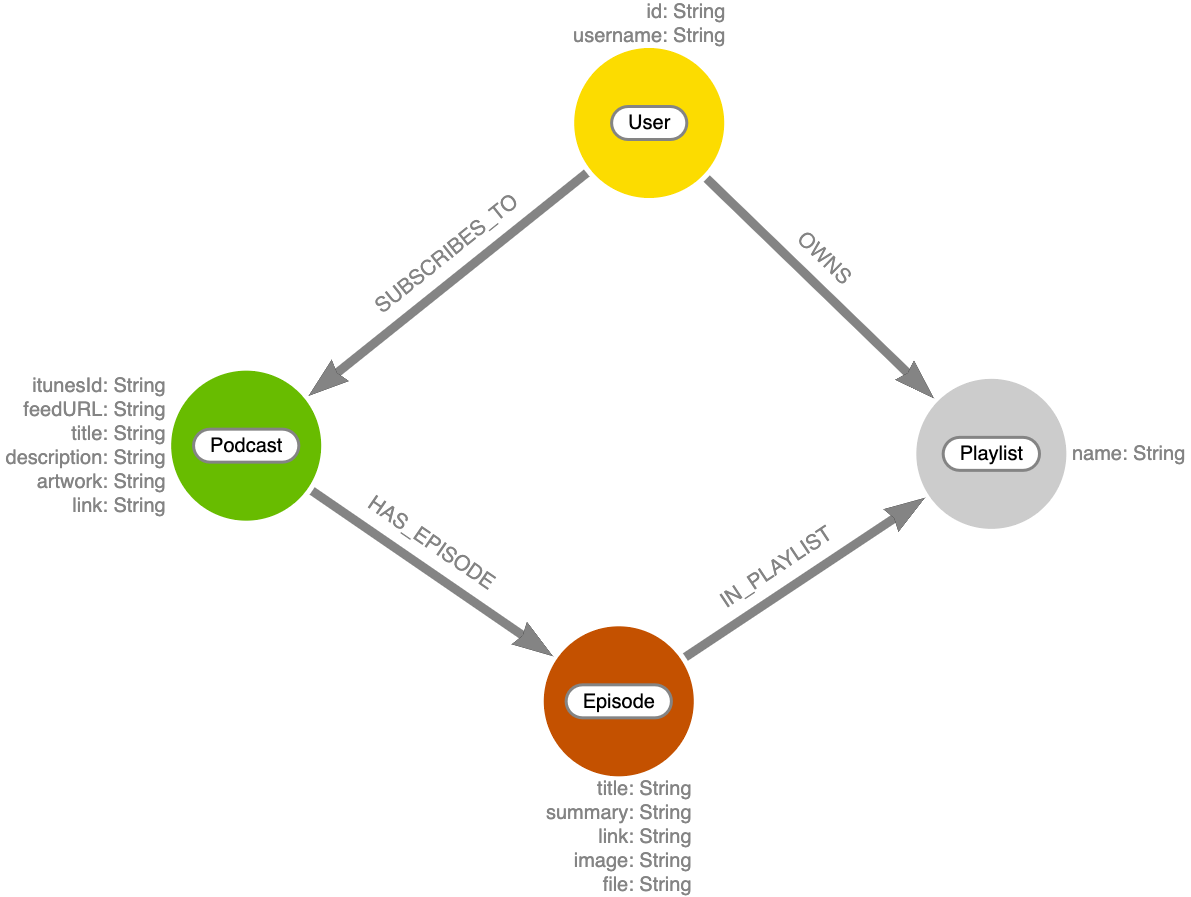 id: String
username: String
User
SUBSCRIBES_TO
OWNS
itunesId: String
feedURL: String
title: String
description: String
artwork: String
link: String
Podcast
Playlist
name: String
HAS_EPISODE
IN_PLAYLIST
Episode
title: String
summary: String
link: String
image: String
file: String